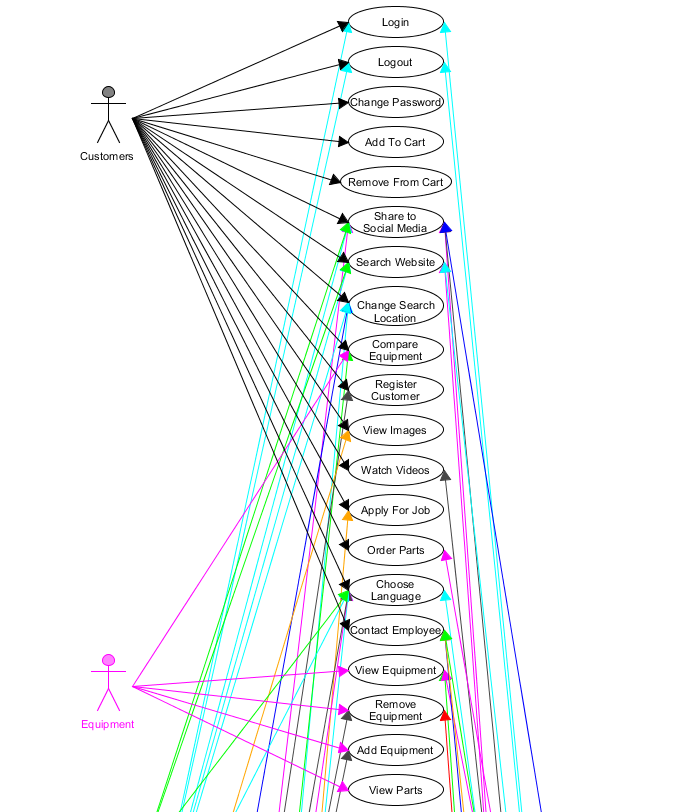 Login
Logout
Change Password
Customers
Add To Cart
Remove From Cart
Share to
Social Media
Search Website
Change Search
Location
Compare
Equipment
Register
Customer
View Images
Watch Videos
Apply For Job
Order Parts
Choose
Language
Contact Employee
View Equipment
Remove
Equipment
Equipment
Add Equipment
View Parts